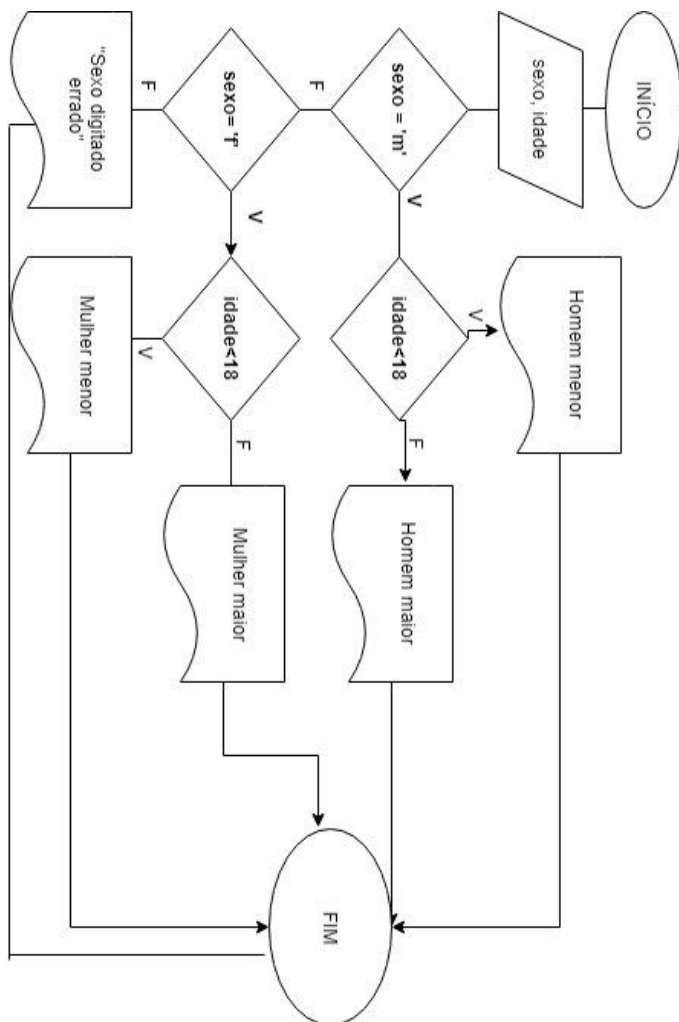 INÍCIO
sexo, idade
sexo = 'm'
V
F
idade<18
V
Homem menor
F
Homem maior
sexo= 'f'
V
F
idade<18
V
Mulher menor
F
Mulher maior
"Sexo digitado
errado"
FIM